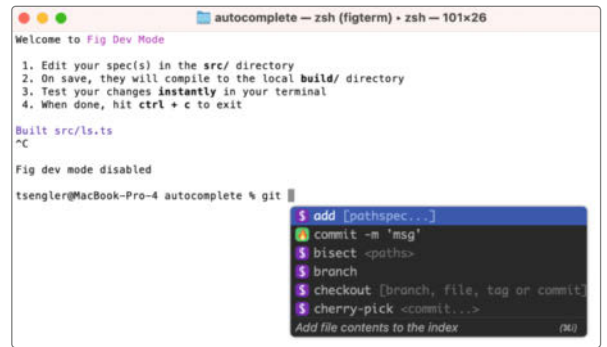 autocomplete — zsh (figterm) • zsh — 101×26
Welcome to Fig Dev Mode
1. Edit your spec(s) in the src/ directory
2. On save, they will compile to the local build/ directory
3. Test your changes instantly in your terminal
4. When done, hit ctrl + c to exit
Built src/ls.ts
^C
Fig dev mode disabled
tsengler@MacBook-Pro-4 autocomplete % git
$ add [pathspec...]
commit -m 'msg'
$ bisect <paths>
$ branch
$ checkout [branch, file, tag or commit]
$ cherry-pick <commit...>
Add file contents to the index (⌘i)